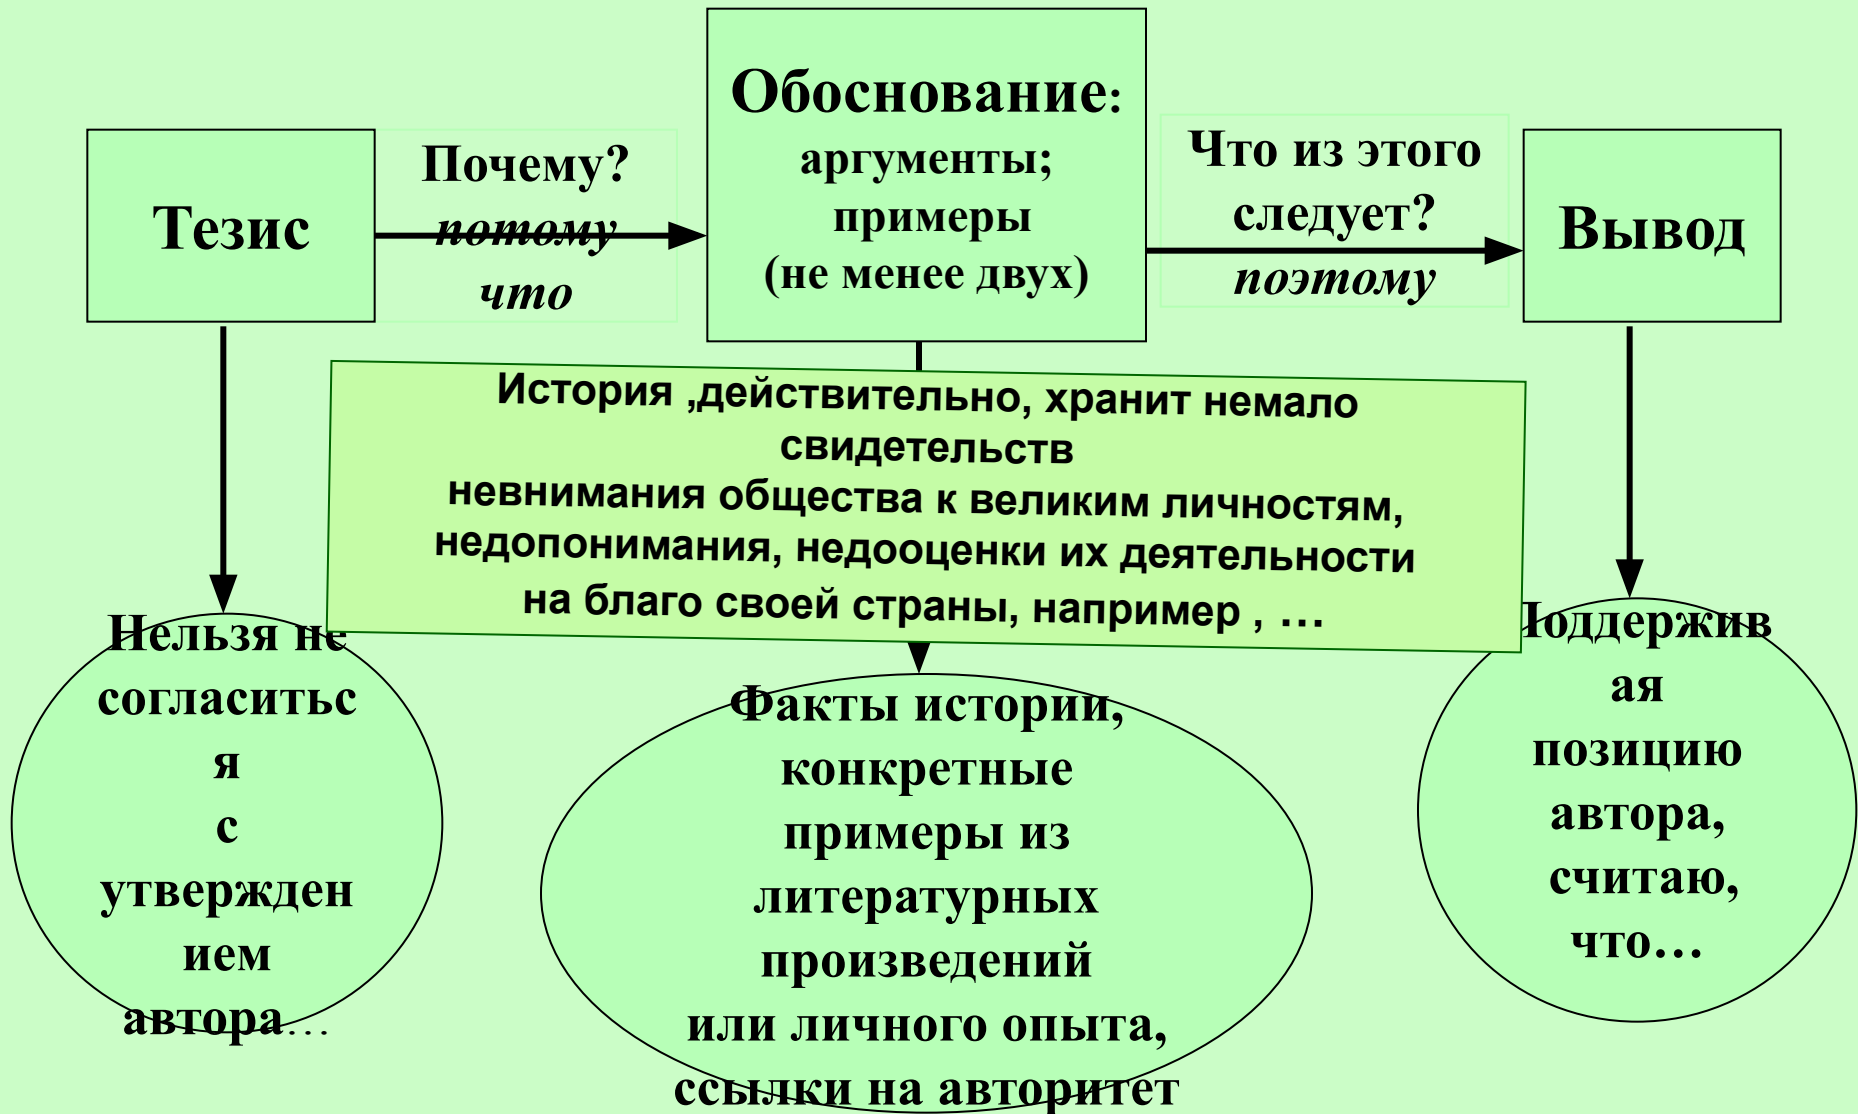 Тезис
Почему?
потому
что
Обоснование:
аргументы;
примеры
(не менее двух)
Что из этого
следует?
поэтому
Вывод
История ,действительно, хранит немало
свидетельств
невнимания общества к великим личностям,
недопонимания, недооценки их деятельности
на благо своей страны, например , …
Нельзя не
согласитьс
я
с
утвержден
ием
автора…
Факты истории,
конкретные
примеры из
литературных
произведений
или личного опыта,
ссылки на авторитет
Поддержив
ая
позицию
автора,
считаю,
что…